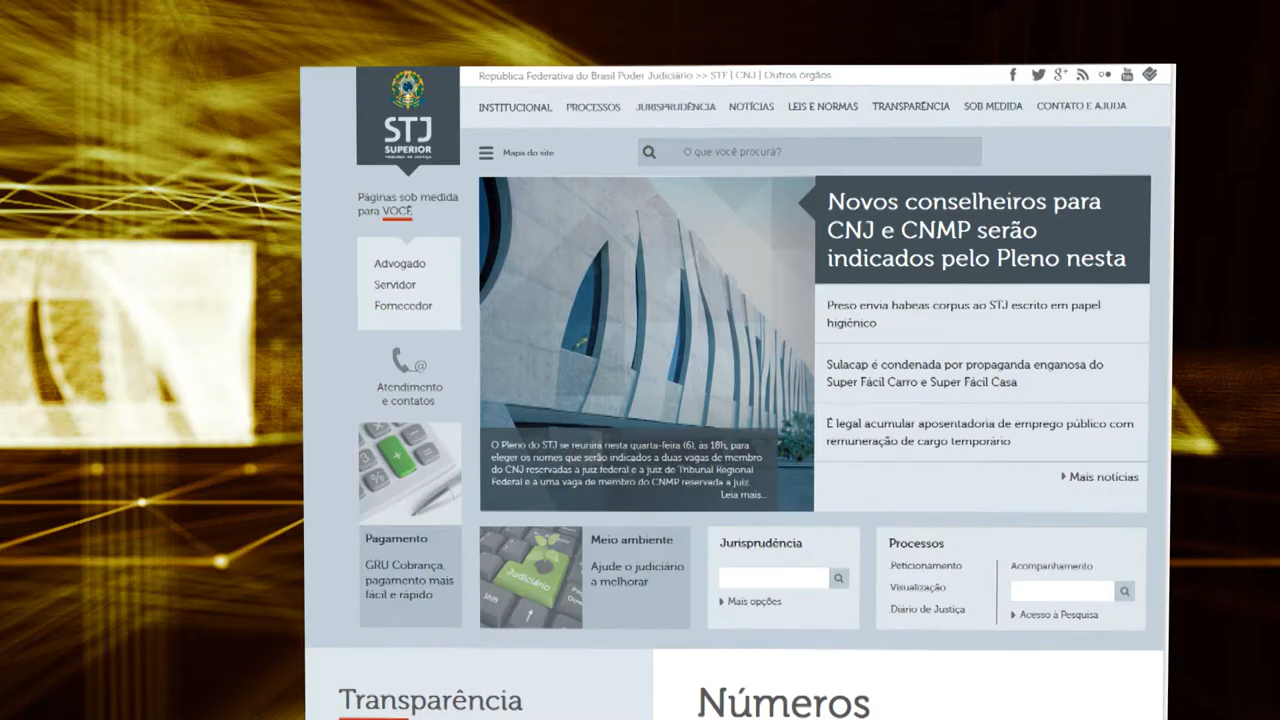 República Federativa do Brasil Poder Judiciário >> STF | CNJ | Outros órgãos
INSTITUCIONAL PROCESSOS JURISPRUDÊNCIA NOTÍCIAS LEIS E NORMAS TRANSPARÊNCIA SOB MEDIDA CONTATO E AJUDA
STJ
SUPERIOR
TRIBUNAL DE JUSTIÇA
Mapa do site
O que você procura?
Páginas sob medida
para VOCÊ
Advogado
Servidor
Fornecedor
@
Atendimento
e contatos
Pagamento
GRU Cobrança,
pagamento mais
fácil e rápido
Novos conselheiros para
CNJ e CNMP serão
indicados pelo Pleno nesta
O Pleno do STJ se reunirá nesta quarta-feira (6), às 18h, para
eleger os nomes que serão indicados a duas vagas de membro
do CNJ reservadas a juiz federal e a juiz de Tribunal Regional
Federal e a uma vaga de membro do CNMP reservada a juiz.
Leia mais...
Preso envia habeas corpus ao STJ escrito em papel
higiênico
Sulacap é condenada por propaganda enganosa do
Super Fácil Carro e Super Fácil Casa
É legal acumular aposentadoria de emprego público com
remuneração de cargo temporário
Mais notícias
Judiciário
Shift
Meio ambiente
Ajude o judiciário
a melhorar
Jurisprudência
Mais opções
Processos
Peticionamento
Visualização
Diário de Justiça
Acompanhamento
Acesso à Pesquisa
Transparência
Números